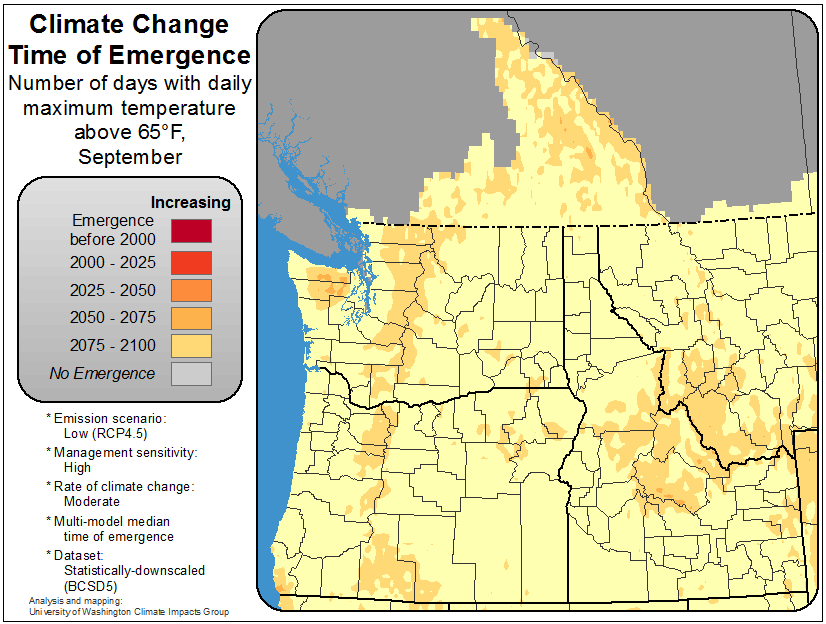 Climate Change
Time of Emergence
Number of days with daily
maximum temperature
above 65°F,
September
Increasing
Emergence
before 2000
2000 - 2025
2025 - 2050
2050 - 2075
2075 - 2100
No Emergence
* Emission scenario:
Low (RCP4.5)
* Management sensitivity:
High
* Rate of climate change:
Moderate
* Multi-model median
time of emergence
* Dataset:
Statistically-downscaled
(BCSD5)
Analysis and mapping:
University of Washington Climate Impacts Group